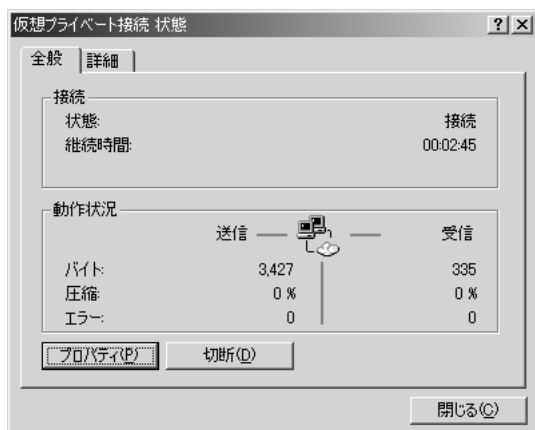 仮想プライベート接続 状態
全般 詳細
接続
状態: 接続
継続時間: 00:02:45
動作状況
送信 受信
バイト: 3,427 335
圧縮: 0 % 0 %
エラー: 0 0
プロパティ(P) 切断(D)
閉じる(C)